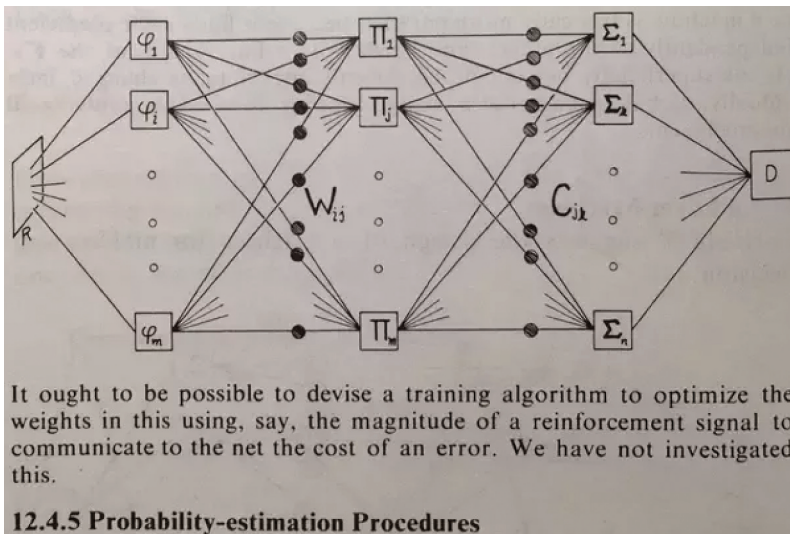 φ₁ Π₁ Σ₁
φᵢ Πⱼ Σₖ D
R Wᵢⱼ Cⱼₖ
φₘ Πₘ Σₙ
It ought to be possible to devise a training algorithm to optimize the
weights in this using, say, the magnitude of a reinforcement signal to
communicate to the net the cost of an error. We have not investigated
this.
12.4.5 Probability-estimation Procedures